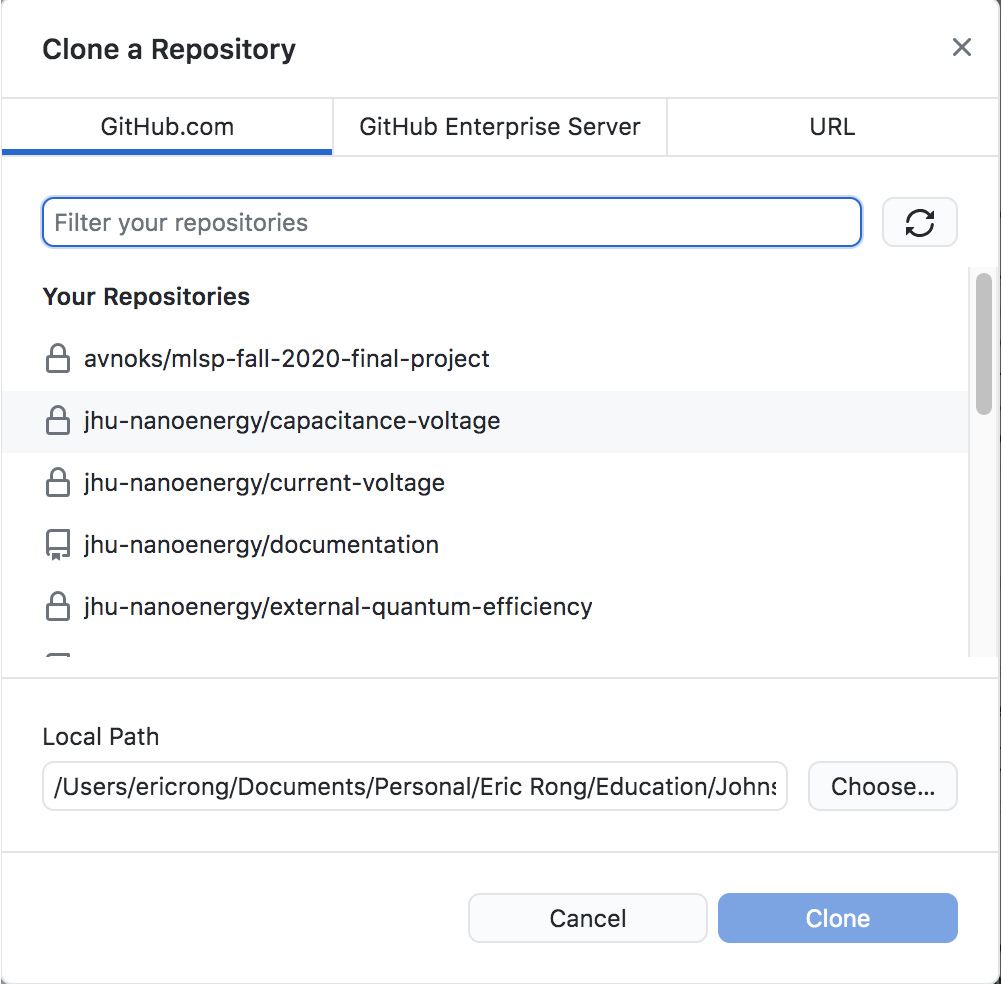 Clone a Repository
GitHub.com
GitHub Enterprise Server
URL
Filter your repositories
Your Repositories
avnoks/mlsp-fall-2020-final-project
jhu-nanoenergy/capacitance-voltage
jhu-nanoenergy/current-voltage
jhu-nanoenergy/documentation
jhu-nanoenergy/external-quantum-efficiency
Local Path
/Users/ericrong/Documents/Personal/Eric Rong/Education/Johns
Choose...
Cancel
Clone